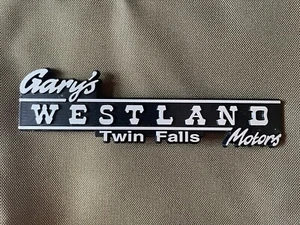 Gary's
WESTLAND
Twin Falls
Motors